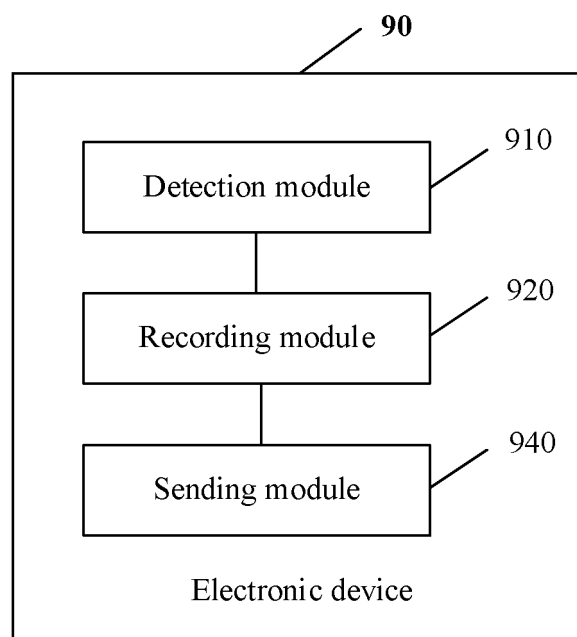 90
910
Detection module
920
Recording module
940
Sending module
Electronic device